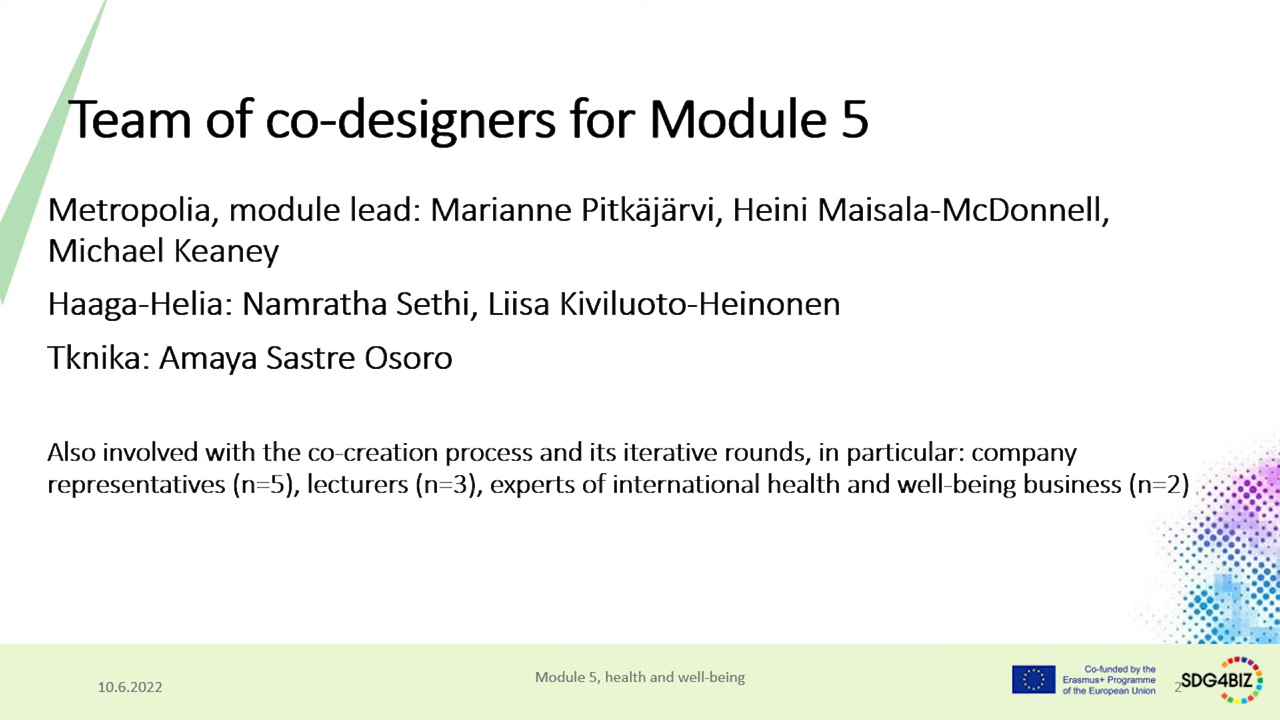 Team of co-designers for Module 5
Metropolia, module lead: Marianne Pitkäjärvi, Heini Maisala-McDonnell,
Michael Keaney
Haaga-Helia: Namratha Sethi, Liisa Kiviluoto-Heinonen
Tknika: Amaya Sastre Osoro
Also involved with the co-creation process and its iterative rounds, in particular: company
representatives (n=5), lecturers (n=3), experts of international health and well-being business (n=2)
10.6.2022
Module 5, health and well-being
Co-funded by the
Erasmus+ Programme
of the European Union
2
SDG4BIZ